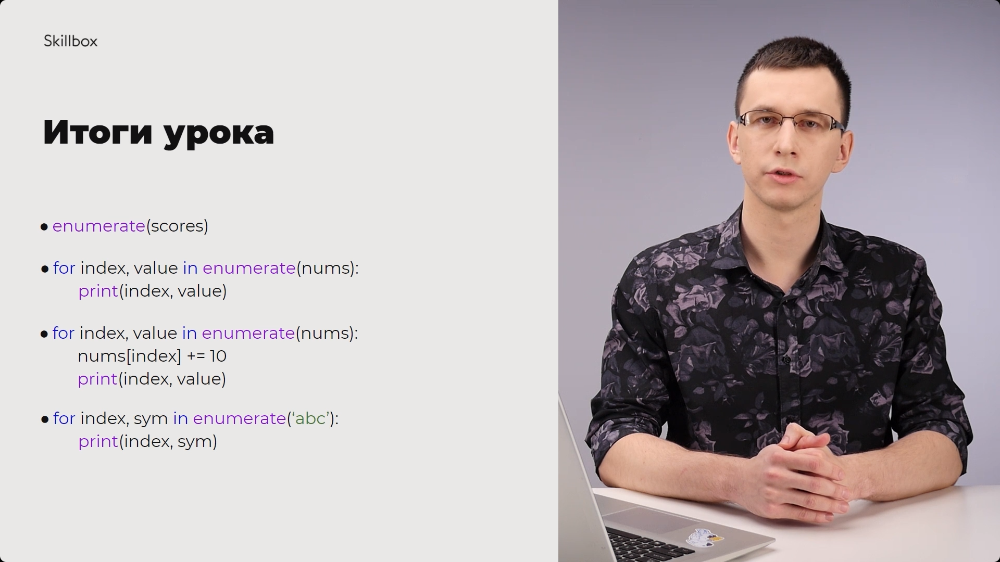 Skillbox
Итоги урока
● enumerate(scores)
● for index, value in enumerate(nums):
print(index, value)
● for index, value in enumerate(nums):
nums[index] += 10
print(index, value)
● for index, sym in enumerate(‘abc’):
print(index, sym)